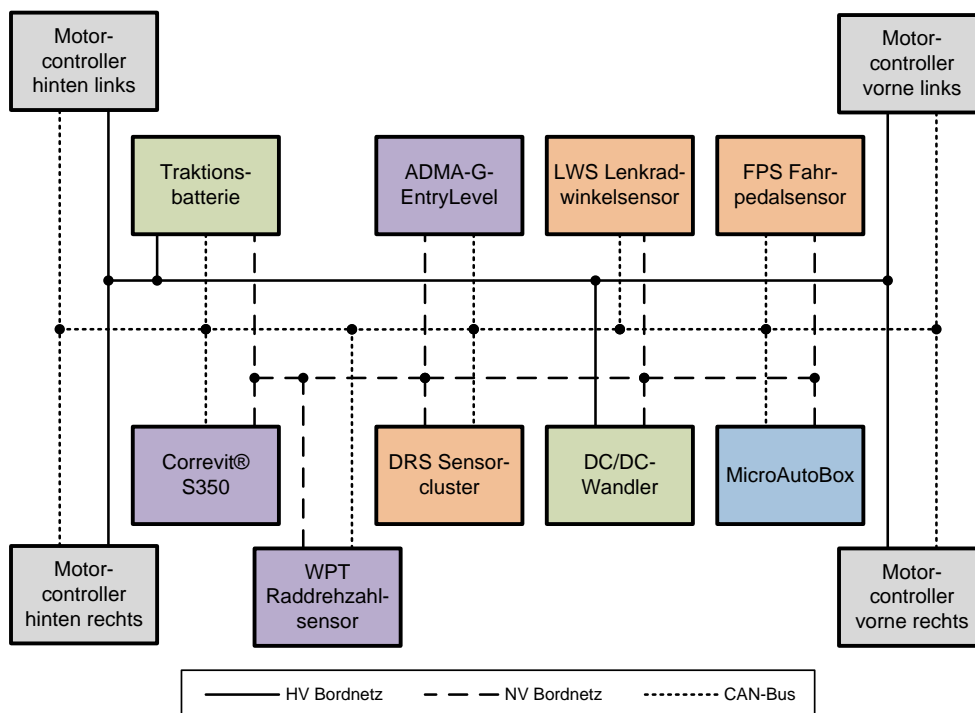 Motor-
controller
hinten links
Motor-
controller
vorne links
Traktions-
batterie
ADMA-G-
EntryLevel
LWS Lenkrad-
winkelsensor
FPS Fahr-
pedalsensor
Correvit®
S350
DRS Sensor-
cluster
DC/DC-
Wandler
MicroAutoBox
Motor-
controller
hinten rechts
WPT
Raddrehzahl-
sensor
Motor-
controller
vorne rechts
HV Bordnetz
NV Bordnetz
CAN-Bus